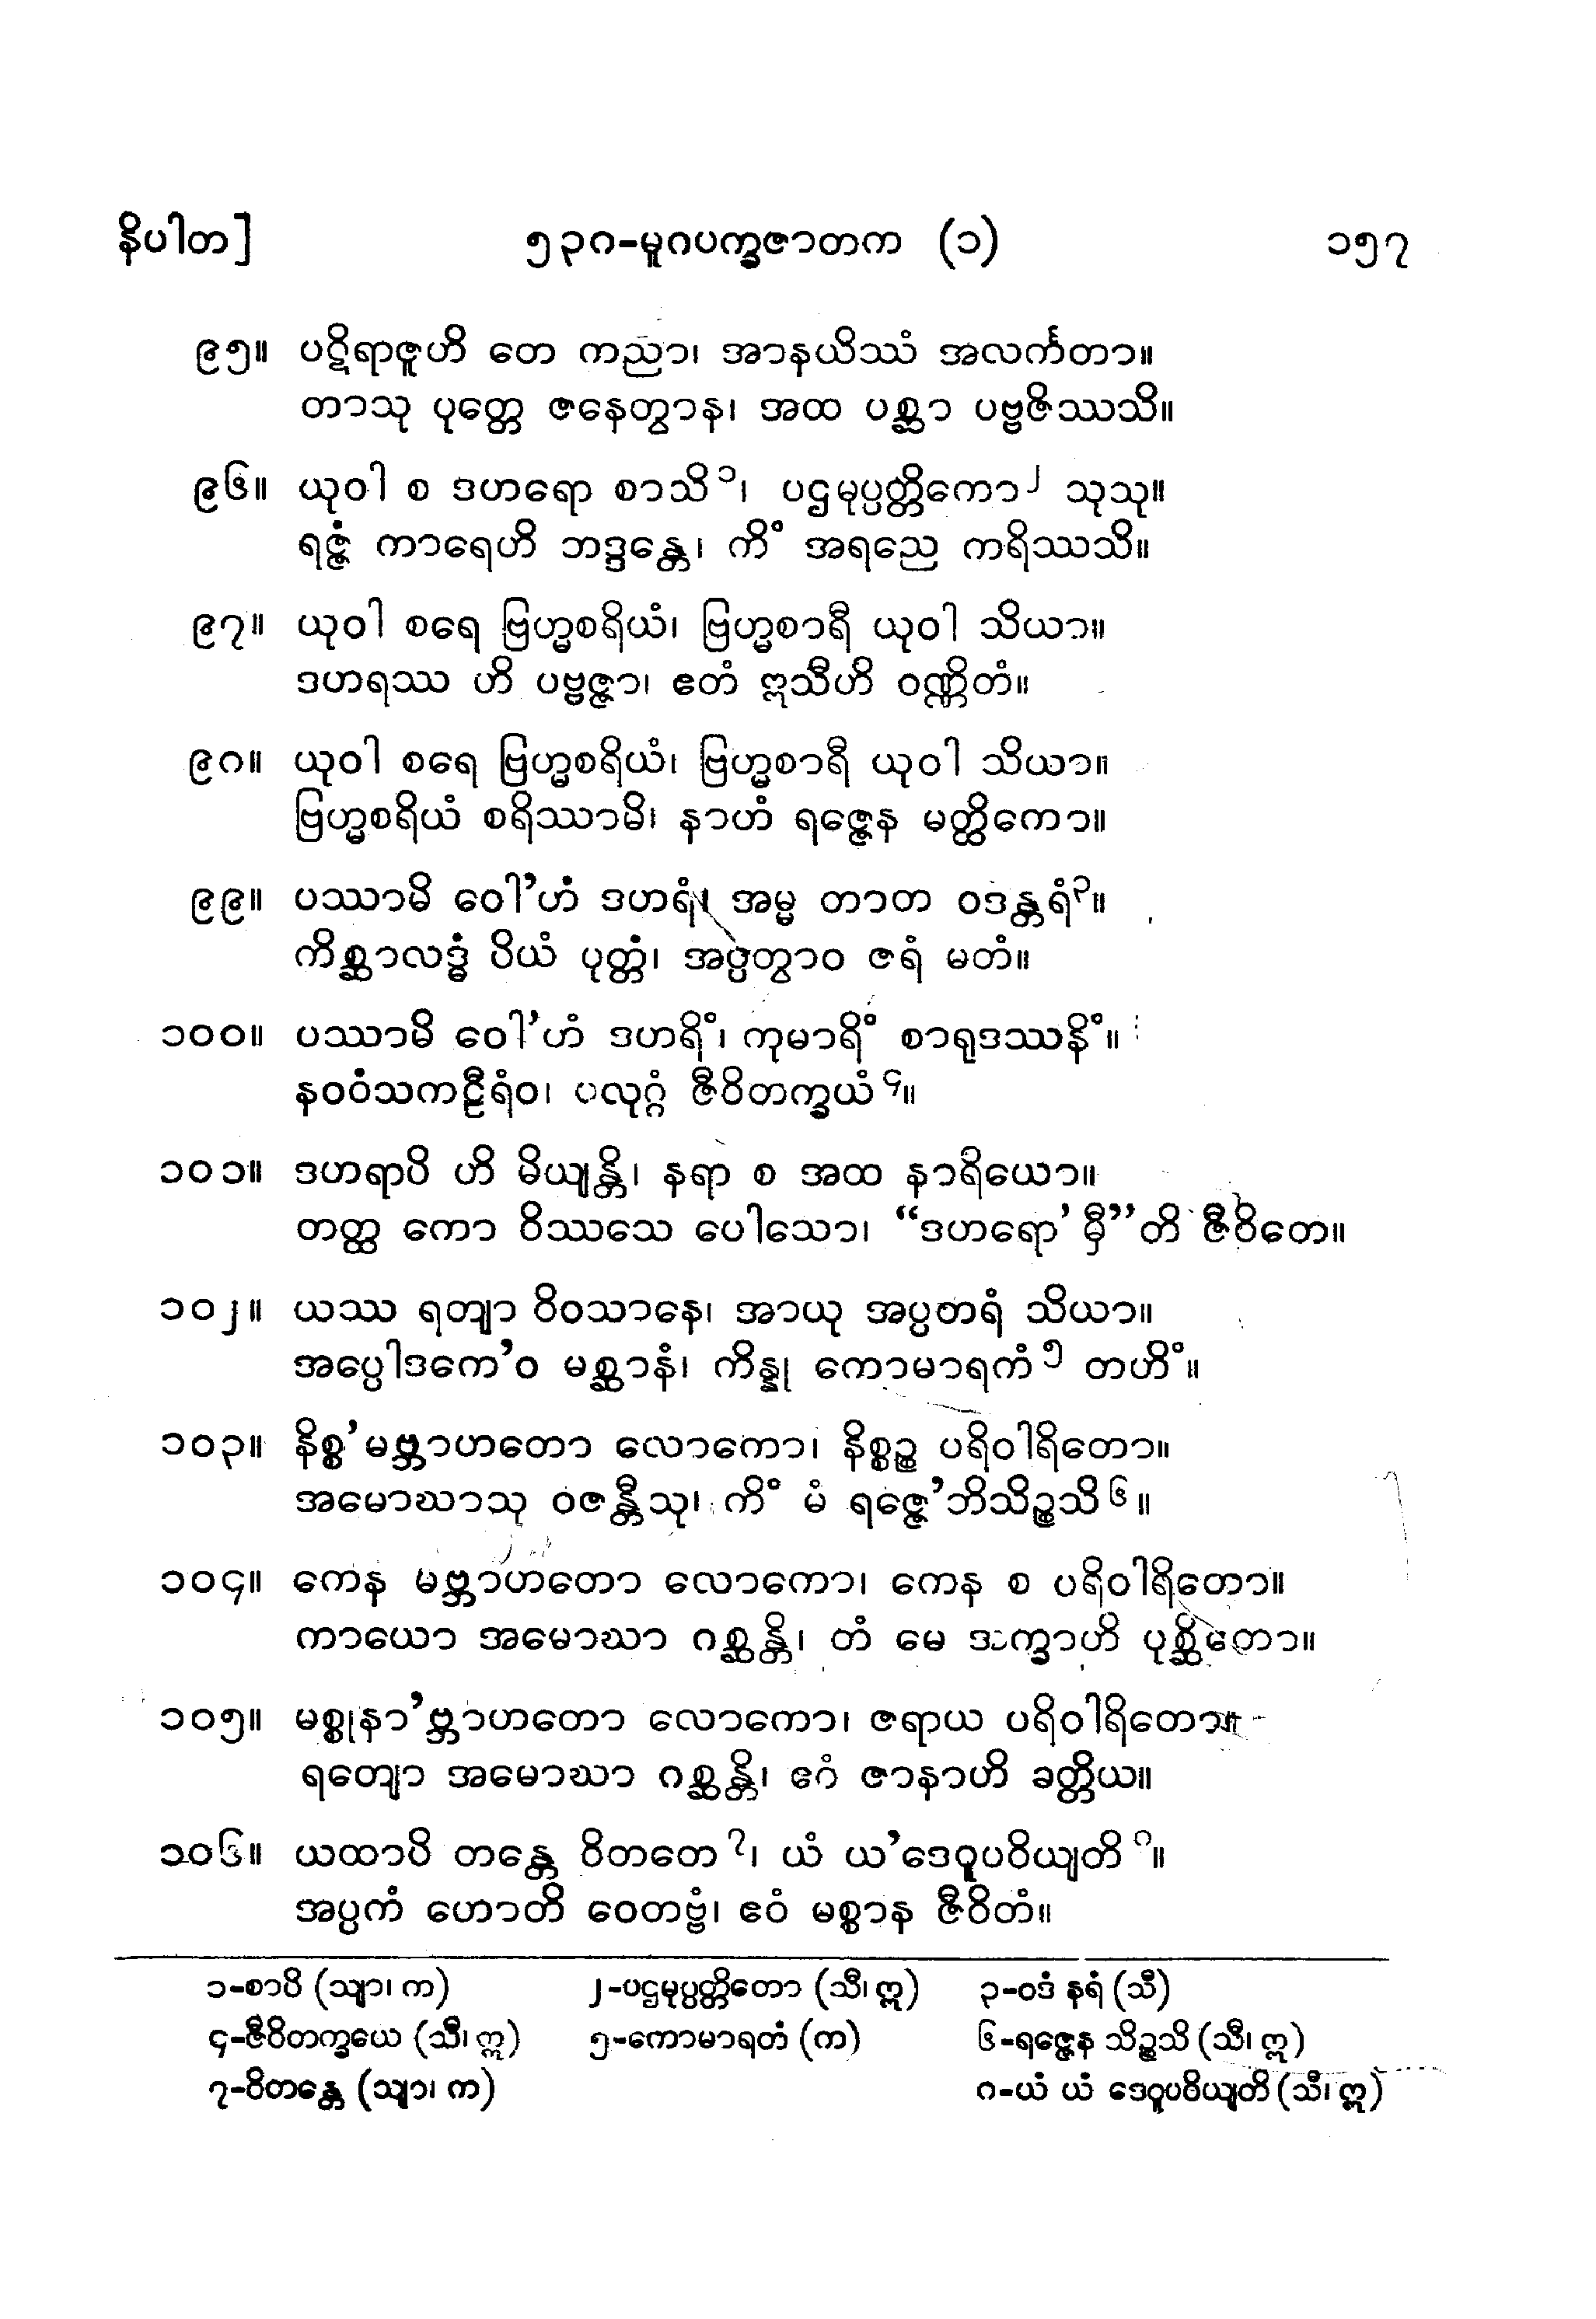 နိပါတ]	၅၃၈-မူဂပက္ခဇာတက (၁)	၁၅၇
၉၅။ ပဋိရာဇူဟိ တေ ကညာ၊ အာနယိဿံ အလင်္ကတာ။
တာသု ပုတ္တေ ဇနေတွာန၊ အထ ပစ္ဆာ ပဗ္ဗဇိဿသိ။
၉၆။ ယုဝါ စ ဒဟရော စာသိ၁၊ ပဌမုပ္ပတ္တိကော၂ သုသု။
ရဇ္ဇံ ကာရေဟိ ဘဒ္ဒန္တေ၊ ကိံ အရညေ ကရိဿသိ။
၉၇။ ယုဝါ စရေ ဗြဟ္မစရိယံ၊ ဗြဟ္မစာရီ ယုဝါ သိယာ။
ဒဟရဿ ဟိ ပဗ္ဗဇ္ဇာ၊ ဧတံ ဣသီဟိ ဝဏ္ဏိတံ။
၉၈။ ယုဝါ စရေ ဗြဟ္မစရိယံ၊ ဗြဟ္မစာရီ ယုဝါ သိယာ။
ဗြဟ္မစရိယံ စရိဿာမိ၊ နာဟံ ရဇ္ဇေန မတ္ထိကော။
၉၉။ ပဿာမိ ဝေါ’ဟံ ဒဟရံ၊ အမ္မ တာတ ဝဒန္တရံ၃။
ကိစ္ဆာလဒ္ဓံ ပိယံ ပုတ္တံ၊ အပ္ပတွာဝ ဇရံ မတံ။
၁၀၀။ ပဿာမိ ဝေါ’ဟံ ဒဟရိံ၊ ကုမာရိံ စာရုဒဿနိံ။
နဝဝံသကဠီရံဝ၊ ပလုဂ္ဂံ ဇီဝိတက္ခယံ၄။
၁၀၁။ ဒဟရာပိ ဟိ မိယျန္တိ၊ နရာ စ အထ နာရိယော။
တတ္ထ ကော ဝိဿသေ ပေါသော၊ “ဒဟရော’မှီ”တိ ဇီဝိတေ။
၁၀၂။ ယဿ ရတျာ ဝိဝသာနေ၊ အာယု အပ္ပတရံ သိယာ။
အပ္ပေါဒကေ’ဝ မစ္ဆာနံ၊ ကိန္နု ကောမာရကံ၅ တဟိံ။
၁၀၃။ နိစ္စ’မဗ္ဘာဟတော လောကော၊ နိစ္စဉ္စ ပရိဝါရိတော။
အမောဃာသု ဝဇန္တီသု၊ ကိံ မံ ရဇ္ဇေ’ဘိသိဉ္စသိ၆။
၁၀၄။ ကေန မဗ္ဘာဟတော လောကော၊ ကေန စ ပရိဝါရိတော။
ကာယော အမောဃာ ဂစ္ဆန္တိ၊ တံ မေ အက္ခာဟိ ပုစ္ဆိတော။
၁၀၅။ မစ္စုနာ’ဗ္ဘာဟတော လောကော၊ ဇရာယ ပရိဝါရိတော။
ရတျော အမောဃာ ဂစ္ဆန္တိ၊ ဧဝံ ဇာနာဟိ ခတ္တိယ။
၁၀၆။ ယထာပိ တန္တေ ဝိတတေ၇၊ ယံ ယ’ဒေဝူပဝိယျတိ၈။
အပ္ပကံ ဟောတိ ဝေတဗ္ဗံ၊ ဧဝံ မစ္စာန ဇီဝိတံ။
၁-စာပိ (သျာ၊ က)	၂-ပဌမုပ္ပတ္တိတော (သီ၊ ဣ)	၃-ဝဒံ နရံ (သီ)
၄-ဇီဝိတက္ခယေ (သီ၊ ဣ)	၅-ကောမာရတံ (က)	၆-ရဇ္ဇေန သိဉ္စသိ (သီ၊ ဣ)
၇-ဝိတန္တေ (သျာ၊ က)	၈-ယံ ယံ ဒေဝူပဝိယျတိ (သီ၊ ဣ)